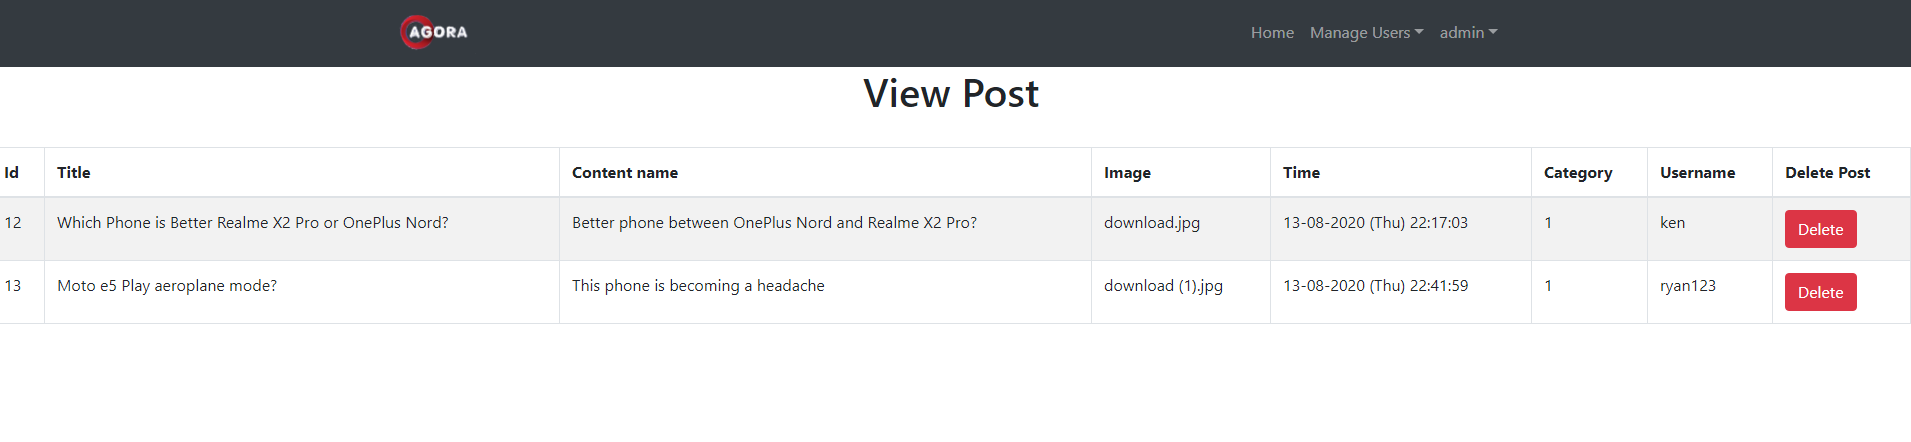 AGORA Home Manage Users admin
View Post
Id Title Content name Image Time Category Username Delete Post
12 Which Phone is Better Realme X2 Pro or OnePlus Nord? Better phone between OnePlus Nord and Realme X2 Pro? download.jpg 13-08-2020 (Thu) 22:17:03 1 ken Delete
13 Moto e5 Play aeroplane mode? This phone is becoming a headache download (1).jpg 13-08-2020 (Thu) 22:41:59 1 ryan123 Delete